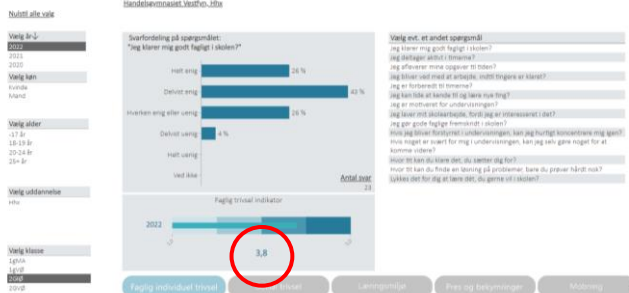 Handelsgymnasiet Vestfyn, Hhx
Nulstil alle valg
Vælg år
2022
2021
2020
Vælg køn
Kvinde
Mand
Vælg alder
-17 år
18-19 år
20-24 år
25+ år
Vælg uddannelse
Hhx
Vælg klasse
1gMA
1gVØ
2GIØ
2GVØ
Svarfordeling på spørgsmålet:
"Jeg klarer mig godt fagligt i skolen?"
Helt enig 26 %
Delvist enig 43 %
Hverken enig eller uenig 26 %
Delvist uenig 4 %
Helt uenig
Ved ikke
Antal svar
23
Faglig trivsel indikator
2022
3,8
Vælg evt. et andet spørgsmål
Jeg klarer mig godt fagligt i skolen?
Jeg deltager aktivt i timerne?
Jeg afleverer mine opgaver til tiden?
Jeg bliver ved med at arbejde, indtil tingene er klaret?
Jeg er forberedt til timerne?
Jeg kan lide at kende til og lære nye ting?
Jeg er motiveret for undervisningen?
Jeg laver mit skolearbejde, fordi jeg er interesseret i det?
Jeg gør gode faglige fremskridt i skolen?
Hvis jeg bliver forstyrret i undervisningen, kan jeg hurtigt koncentrere mig igen?
Hvis noget er svært for mig i undervisningen, kan jeg selv gøre noget for at
komme videre?
Hvor tit kan du klare det, du sætter dig for?
Hvor tit kan du finde en løsning på problemer, bare du prøver hårdt nok?
Lykkes det for dig at lære det, du gerne vil i skolen?
Faglig individuel trivsel
trivsel
Læringsmiljø
Pres og bekymringer
Mobning